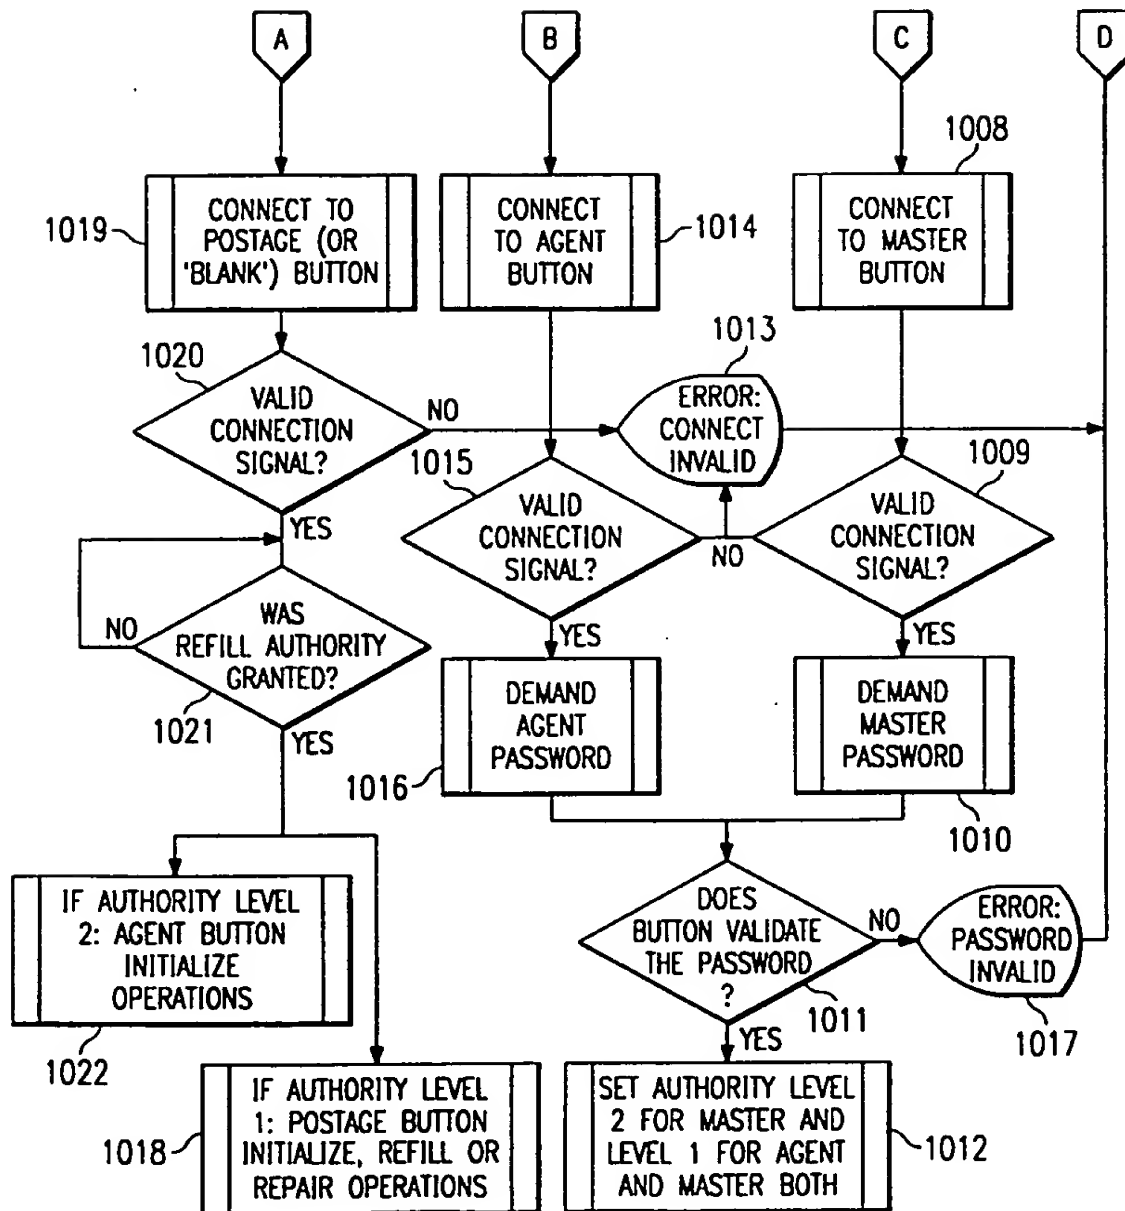 A
B
C
D
1008
1019
CONNECT TO
POSTAGE (OR
'BLANK') BUTTON
CONNECT
TO AGENT
BUTTON
1014
CONNECT
TO MASTER
BUTTON
1013
1020
VALID
CONNECTION
SIGNAL?
NO
ERROR:
CONNECT
INVALID
1015
1009
YES
VALID
CONNECTION
SIGNAL?
NO
VALID
CONNECTION
SIGNAL?
NO
WAS
REFILL AUTHORITY
GRANTED?
1021
YES
YES
YES
DEMAND
AGENT
PASSWORD
1016
DEMAND
MASTER
PASSWORD
1010
IF AUTHORITY LEVEL
2: AGENT BUTTON
INITIALIZE
OPERATIONS
1022
DOES
BUTTON VALIDATE
THE PASSWORD
?
NO
1011
ERROR:
PASSWORD
INVALID
1017
YES
1018
IF AUTHORITY LEVEL
1: POSTAGE BUTTON
INITIALIZE, REFILL OR
REPAIR OPERATIONS
SET AUTHORITY LEVEL
2 FOR MASTER AND
LEVEL 1 FOR AGENT
AND MASTER BOTH
1012